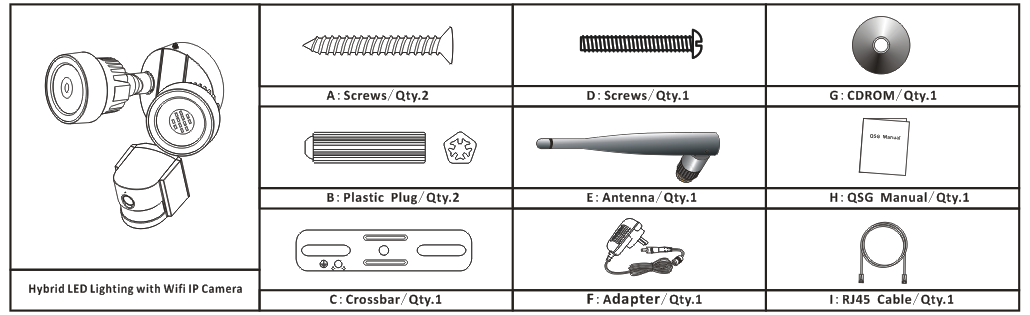 A: Screws/Qty.2
D: Screws/Qty.1
G: CDROM/Qty.1
QSG Manual
B: Plastic Plug/Qty.2
E: Antenna/Qty.1
H: QSG Manual/Qty.1
Hybrid LED Lighting with Wifi IP Camera
C: Crossbar/Qty.1
F: Adapter/Qty.1
I: RJ45 Cable/Qty.1